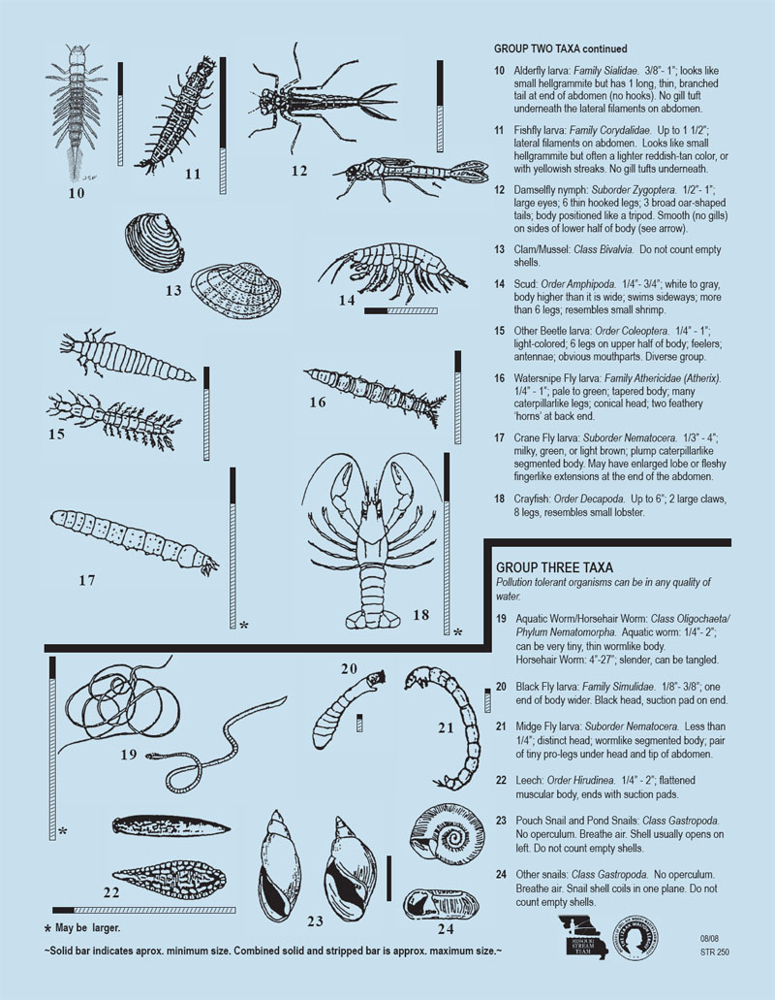 GROUP TWO TAXA continued
10 Alderfly larva: Family Sialidae. 3/8”- 1”; looks like
small hellgrammite but has 1 long, thin, branched
tail at end of abdomen (no hooks). No gill tuft
underneath the lateral filaments on abdomen.
11 Fishfly larva: Family Corydalidae. Up to 1 1/2”;
lateral filaments on abdomen. Looks like small
hellgrammite but often a lighter reddish-tan color, or
with yellowish streaks. No gill tufts underneath.
12 Damselfly nymph: Suborder Zygoptera. 1/2”- 1”;
large eyes; 6 thin hooked legs; 3 broad oar-shaped
tails; body positioned like a tripod. Smooth (no gills)
on sides of lower half of body (see arrow).
13 Clam/Mussel: Class Bivalvia. Do not count empty
shells.
14 Scud: Order Amphipoda. 1/4”- 3/4”; white to gray,
body higher than it is wide; swims sideways; more
than 6 legs; resembles small shrimp.
15 Other Beetle larva: Order Coleoptera. 1/4” - 1”;
light-colored; 6 legs on upper half of body; feelers;
antennae; obvious mouthparts. Diverse group.
16 Watersnipe Fly larva: Family Athericidae (Atherix).
1/4” - 1”; pale to green; tapered body; many
caterpillarlike legs; conical head; two feathery
‘horns’ at back end.
17 Crane Fly larva: Suborder Nematocera. 1/3” - 4”;
milky, green, or light brown; plump caterpillarlike
segmented body. May have enlarged lobe or fleshy
fingerlike extensions at the end of the abdomen.
18 Crayfish: Order Decapoda. Up to 6”; 2 large claws,
8 legs, resembles small lobster.
10
11
12
13
14
15
16
17
*
18
*
GROUP THREE TAXA
Pollution tolerant organisms can be in any quality of
water.
19 Aquatic Worm/Horsehair Worm: Class Oligochaeta/
Phylum Nematomorpha. Aquatic worm: 1/4”- 2”;
can be very tiny, thin wormlike body.
Horsehair Worm: 4”-27”; slender, can be tangled.
20 Black Fly larva: Family Simulidae. 1/8”- 3/8”; one
end of body wider. Black head, suction pad on end.
21 Midge Fly larva: Suborder Nematocera. Less than
1/4”; distinct head; wormlike segmented body; pair
of tiny pro-legs under head and tip of abdomen.
22 Leech: Order Hirudinea. 1/4” - 2”; flattened
muscular body, ends with suction pads.
23 Pouch Snail and Pond Snails: Class Gastropoda.
No operculum. Breathe air. Shell usually opens on
left. Do not count empty shells.
24 Other snails: Class Gastropoda. No operculum.
Breathe air. Snail shell coils in one plane. Do not
count empty shells.
20
19
21
*
22
23
24
* May be larger.
~Solid bar indicates aprox. minimum size. Combined solid and stripped bar is approx. maximum size.~
MISSOURI
STREAM
TEAM
08/08
STR 250